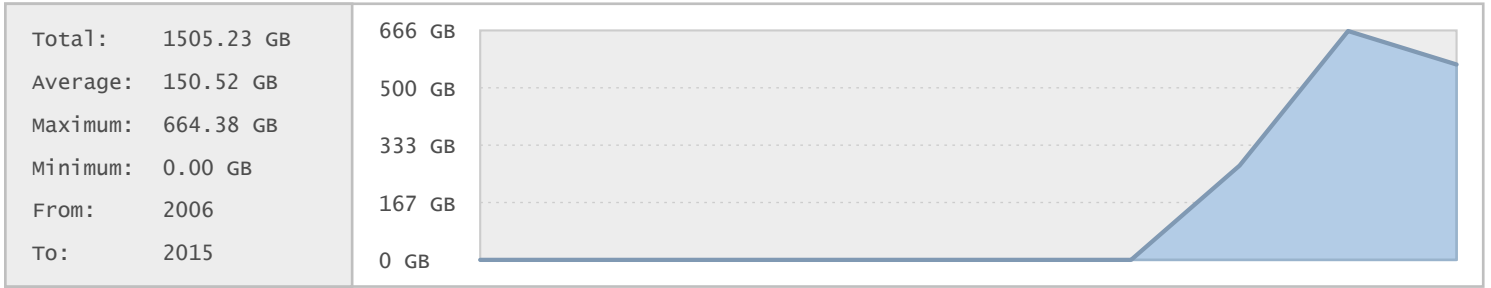 Total: 1505.23 GB
Average: 150.52 GB
Maximum: 664.38 GB
Minimum: 0.00 GB
From: 2006
To: 2015
666 GB
500 GB
333 GB
167 GB
0 GB